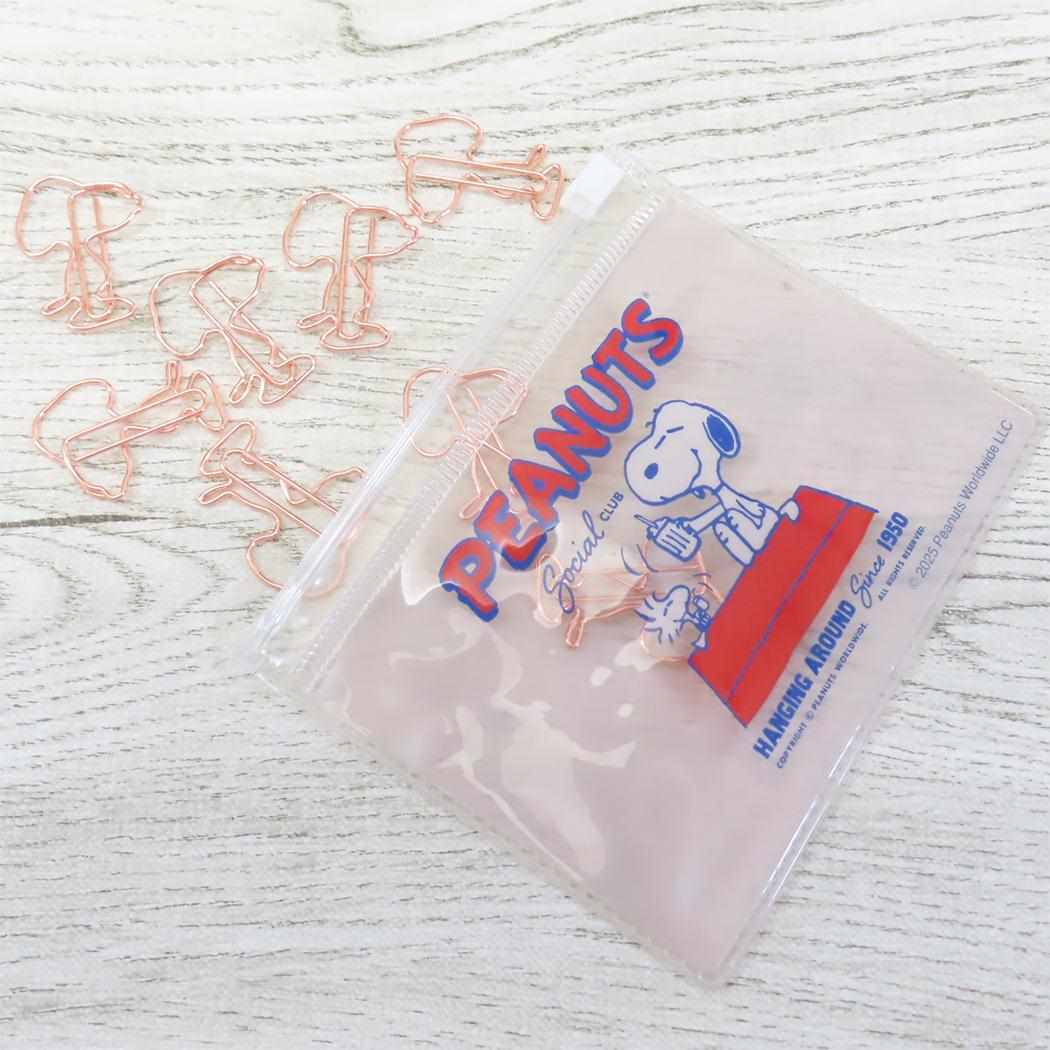 PEANUTS
Social CLUB
HANGING AROUND Since 1950
COPYRIGHT © PEANUTS WORLDWIDE. ALL RIGHTS RESERVED.
© 2025 Peanuts Worldwide LLC